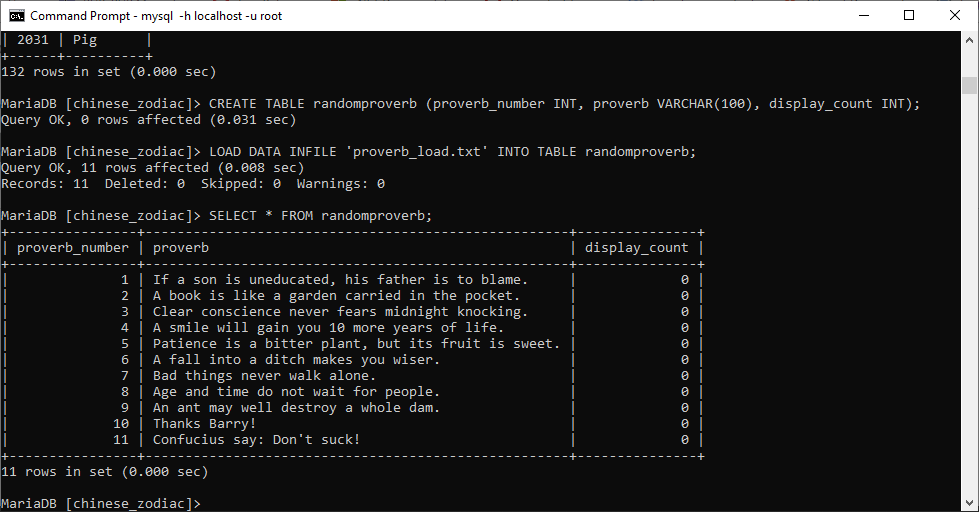 Command Prompt - mysql -h localhost -u root
| 2031 | Pig      |
+------+----------+
132 rows in set (0.000 sec)
MariaDB [chinese_zodiac]> CREATE TABLE randomproverb (proverb_number INT, proverb VARCHAR(100), display_count INT);
Query OK, 0 rows affected (0.031 sec)
MariaDB [chinese_zodiac]> LOAD DATA INFILE 'proverb_load.txt' INTO TABLE randomproverb;
Query OK, 11 rows affected (0.008 sec)
Records: 11  Deleted: 0  Skipped: 0  Warnings: 0
MariaDB [chinese_zodiac]> SELECT * FROM randomproverb;
+----------------+----------------------------------------------------+---------------+
| proverb_number | proverb                                            | display_count |
+----------------+----------------------------------------------------+---------------+
|              1 | If a son is uneducated, his father is to blame.    |             0 |
|              2 | A book is like a garden carried in the pocket.     |             0 |
|              3 | Clear conscience never fears midnight knocking.    |             0 |
|              4 | A smile will gain you 10 more years of life.       |             0 |
|              5 | Patience is a bitter plant, but its fruit is sweet. |             0 |
|              6 | A fall into a ditch makes you wiser.               |             0 |
|              7 | Bad things never walk alone.                       |             0 |
|              8 | Age and time do not wait for people.               |             0 |
|              9 | An ant may well destroy a whole dam.               |             0 |
|             10 | Thanks Barry!                                      |             0 |
|             11 | Confucius say: Don't suck!                         |             0 |
+----------------+----------------------------------------------------+---------------+
11 rows in set (0.000 sec)
MariaDB [chinese_zodiac]>